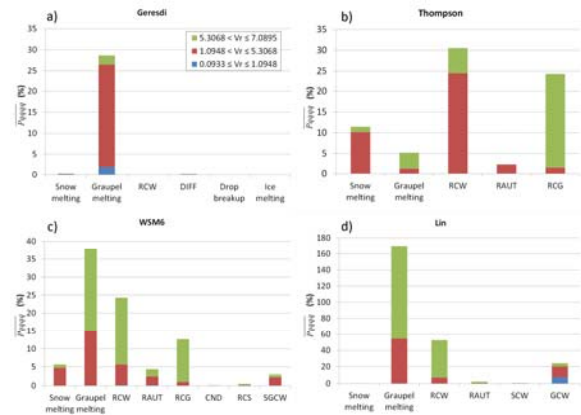 a)
Geresdi
35
30
25
20
15
10
5
0
(%)
5.3068 < Vr ≤ 7.0895
1.0948 < Vr ≤ 5.3068
0.0933 ≤ Vr ≤ 1.0948
Snow melting
Graupel melting
RCW
DIFF
Drop breakup
Ice melting
b)
Thompson
35
30
25
20
15
10
5
0
(%)
Snow melting
Graupel melting
RCW
RAUT
RCG
c)
WSM6
40
35
30
25
20
15
10
5
0
(%)
Snow melting
Graupel melting
RCW
RAUT
RCG
CND
RCS
SGCW
d)
Lin
180
160
140
120
100
80
60
40
20
0
(%)
Graupel melting
RCW
RAUT
SCW
GCW